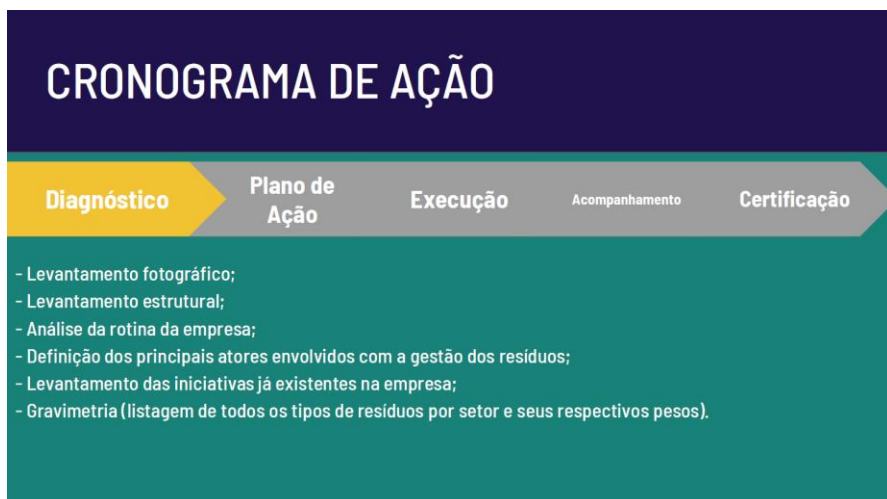 CRONOGRAMA DE AÇÃO
Diagnóstico
Plano de
Ação
Execução
Acompanhamento
Certificação
- Levantamento fotográfico;
- Levantamento estrutural;
- Análise da rotina da empresa;
- Definição dos principais atores envolvidos com a gestão dos resíduos;
- Levantamento das iniciativas já existentes na empresa;
- Gravimetria (listagem de todos os tipos de resíduos por setor e seus respectivos pesos).